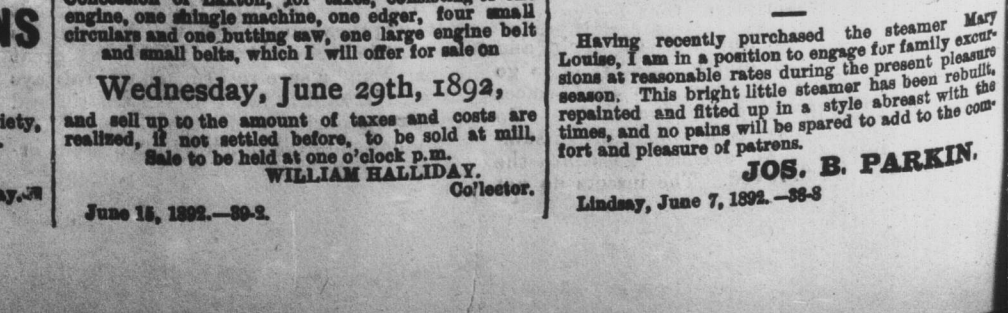 NS
iety,
ay.
engine, one shingle machine, one edger, four small
circulars and one butting saw, one large engine belt
and small belts, which I will offer for sale on
Wednesday, June 29th, 1892,
and sell up to the amount of taxes and costs are
realized, if not settled before, to be sold at mill.
Sale to be held at one o'clock p.m.
WILLIAM HALLIDAY.
Collector.
June 15, 1892.—39-2.
Having recently purchased the steamer Mary
Louise, I am in a position to engage for family excur-
sions at reasonable rates during the present pleasure
season. This bright little steamer has been rebuilt,
repainted and fitted up in a style abreast with the
times, and no pains will be spared to add to the com-
fort and pleasure of patrons.
JOS. B. PARKIN.
Lindsay, June 7, 1892.—38-8